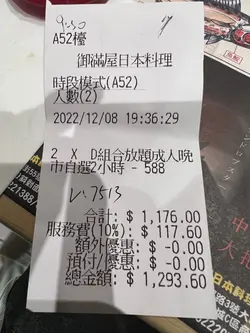 9:30
A52檯
御滿屋日本料理
時段模式(A52)
人數(2)
2022/12/08 19:36:29
2 X D組合放題成人晚
市自選2小時 - 588
合計: $ 1,176.00
服務費(10%): $ 117.60
額外優惠: $ -0.00
預付/優惠: $ -0.00
總金額: $ 1,293.60